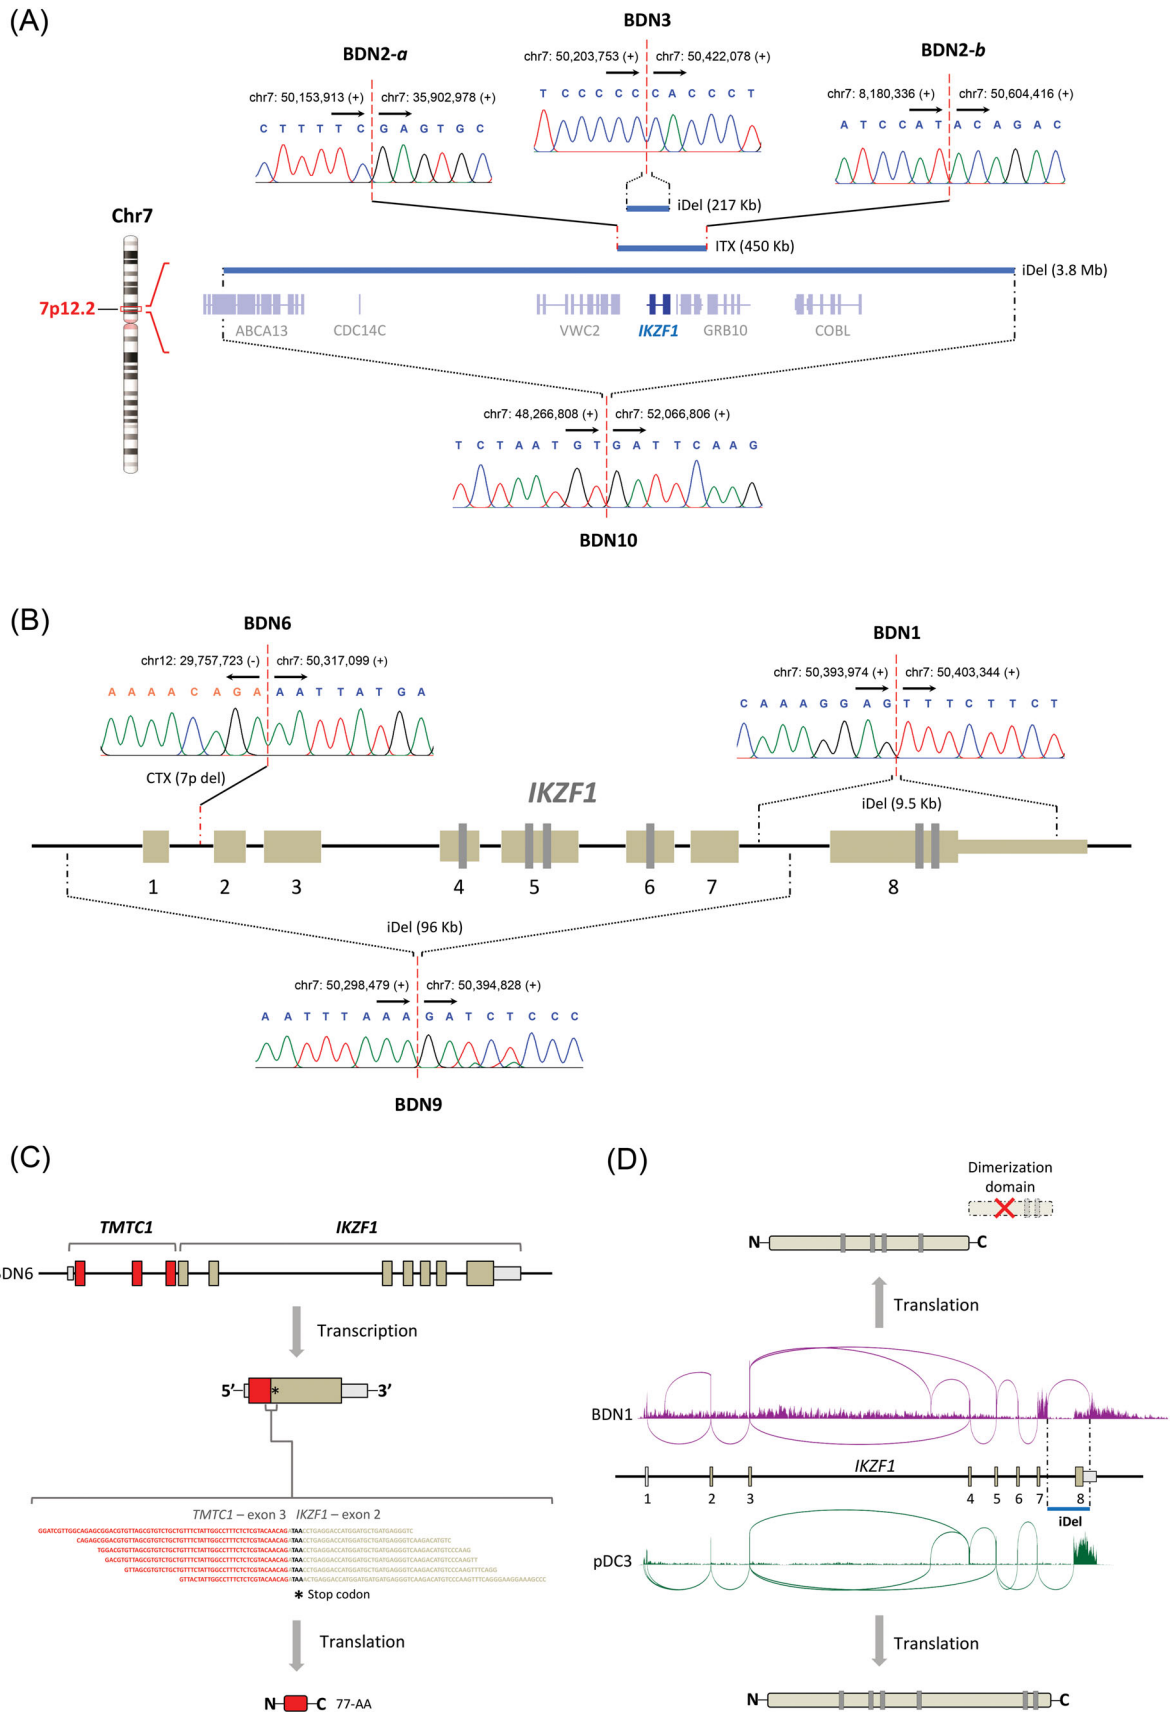 (A)
BDN3
BDN2-a
chr7: 50,203,753 (+) chr7: 50,422,078 (+)
BDN2-b
chr7: 50,153,913 (+) chr7: 35,902,978 (+)
T C C C C C C A C C C T
chr7: 8,180,336 (+) chr7: 50,604,416 (+)
C T T T T C G A G T G C
A T C C A T A C A G A C
iDel (217 Kb)
Chr7
ITX (450 Kb)
iDel (3.8 Mb)
7p12.2
ABCA13 CDC14C VWC2 IKZF1 GRB10 COBL
chr7: 48,266,808 (+) chr7: 52,066,806 (+)
T C T A A T G T G A T T C A A G
BDN10
(B)
BDN6
BDN1
chr12: 29,757,723 (-) chr7: 50,317,099 (+)
chr7: 50,393,974 (+) chr7: 50,403,344 (+)
A A A A C A G A A A T T A T G A
C A A A G G A G T T T C T T C T
CTX (7p del)
IKZF1
iDel (9.5 Kb)
1 2 3 4 5 6 7 8
iDel (96 Kb)
chr7: 50,298,479 (+) chr7: 50,394,828 (+)
A A T T T A A A G A T C T C C C
BDN9
(C)
TMTC1 IKZF1
BDN6
Transcription
5’ * 3’
TMTC1 – exon 3 IKZF1 – exon 2
* Stop codon
Translation
N C 77-AA
(D)
Dimerization
domain
N C
Translation
BDN1
IKZF1
1 2 3 4 5 6 7 8
iDel
pDC3
Translation
N C